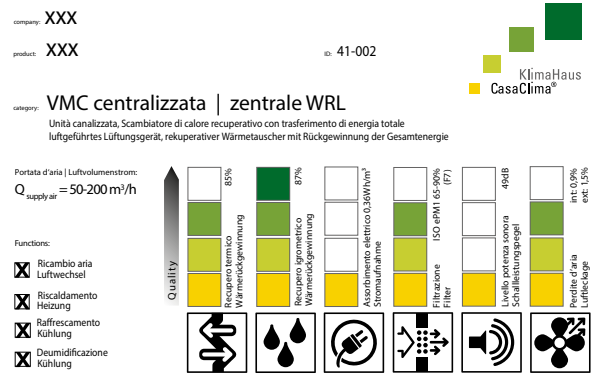 company: XXX
product: XXX
ID: 41-002
KlimaHaus
CasaClima®
category: VMC centralizzata | zentrale WRL
Unità canalizzata, Scambiatore di calore recuperativo con trasferimento di energia totale
luftgeführtes Lüftungsgerät, rekuperativer Wärmetauscher mit Rückgewinnung der Gesamtenergie
Portata d'aria | Luftvolumenstrom:
Q supply air = 50-200 m³/h
Functions:
X Ricambio aria
Luftwechsel
X Riscaldamento
Heizung
X Raffrescamento
Kühlung
X Deumidificazione
Kühlung
Quality
Recupero termico 85%
Wärmerückgewinnung
Recupero igrometrico 87%
Wärmerückgewinnung
Assorbimento elettrico 0,36Wh/m³
Stromaufnahme
Filtrazione ISO ePM1 65-90%
Filter (F7)
Livello potenza sonora 49dB
Schallleistungspegel
Perdite d'aria int: 0,9%
Luftleckage ext: 1,5%